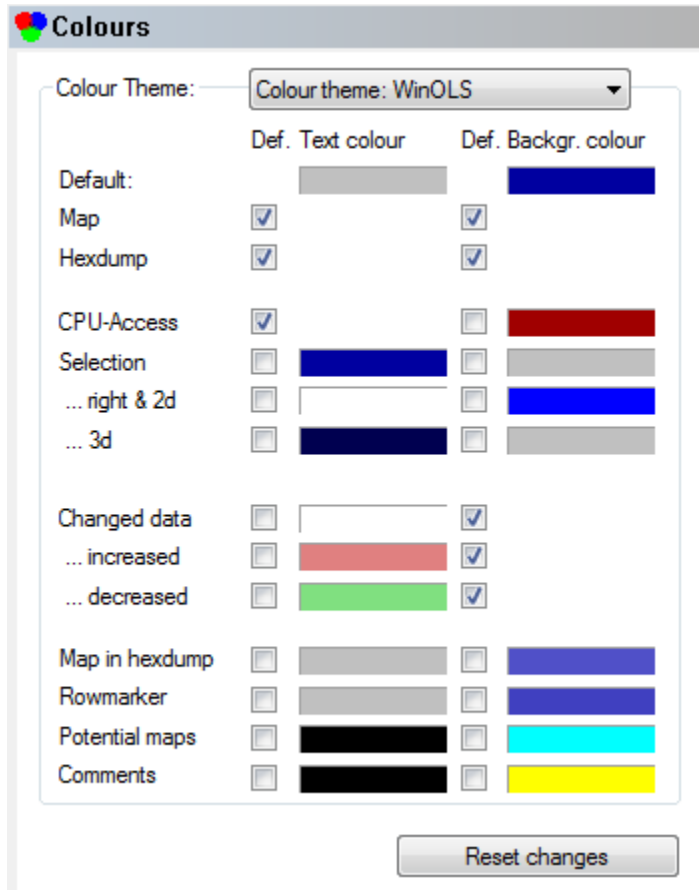 Colours
Colour Theme: Colour theme: WinOLS
Def. Text colour Def. Backgr. colour
Default:
Map
Hexdump
CPU-Access
Selection
... right & 2d
... 3d
Changed data
... increased
... decreased
Map in hexdump
Rowmarker
Potential maps
Comments
Reset changes